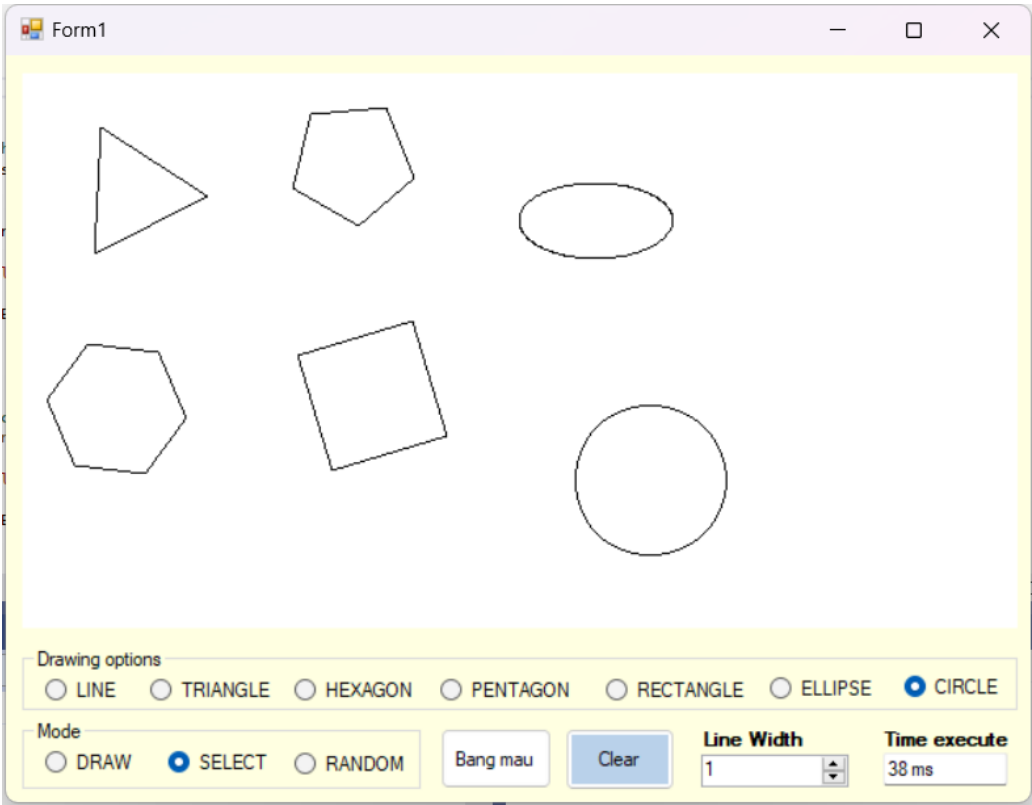 Form1
Drawing options
LINE TRIANGLE HEXAGON PENTAGON RECTANGLE ELLIPSE CIRCLE
Mode
DRAW SELECT RANDOM
Bang mau
Clear
Line Width
1
Time execute
38 ms